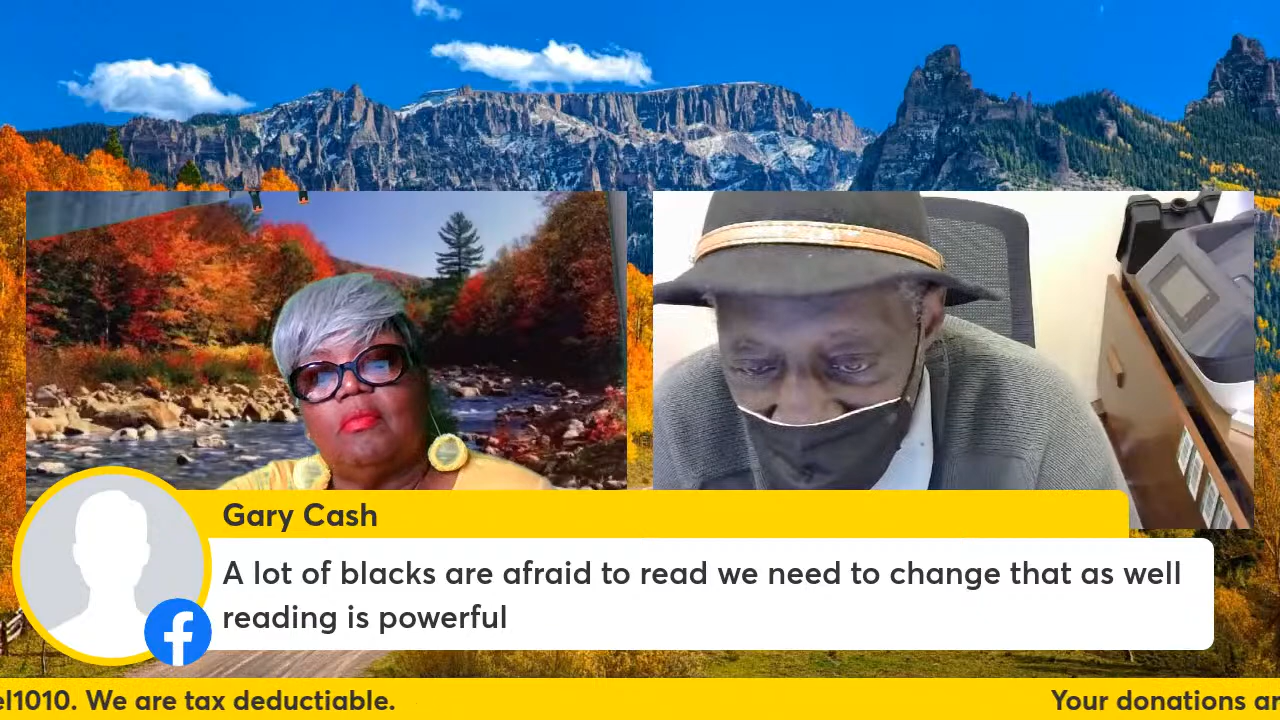 Gary Cash
A lot of blacks are afraid to read we need to change that as well
reading is powerful
el1010. We are tax deductiable. Your donations ar